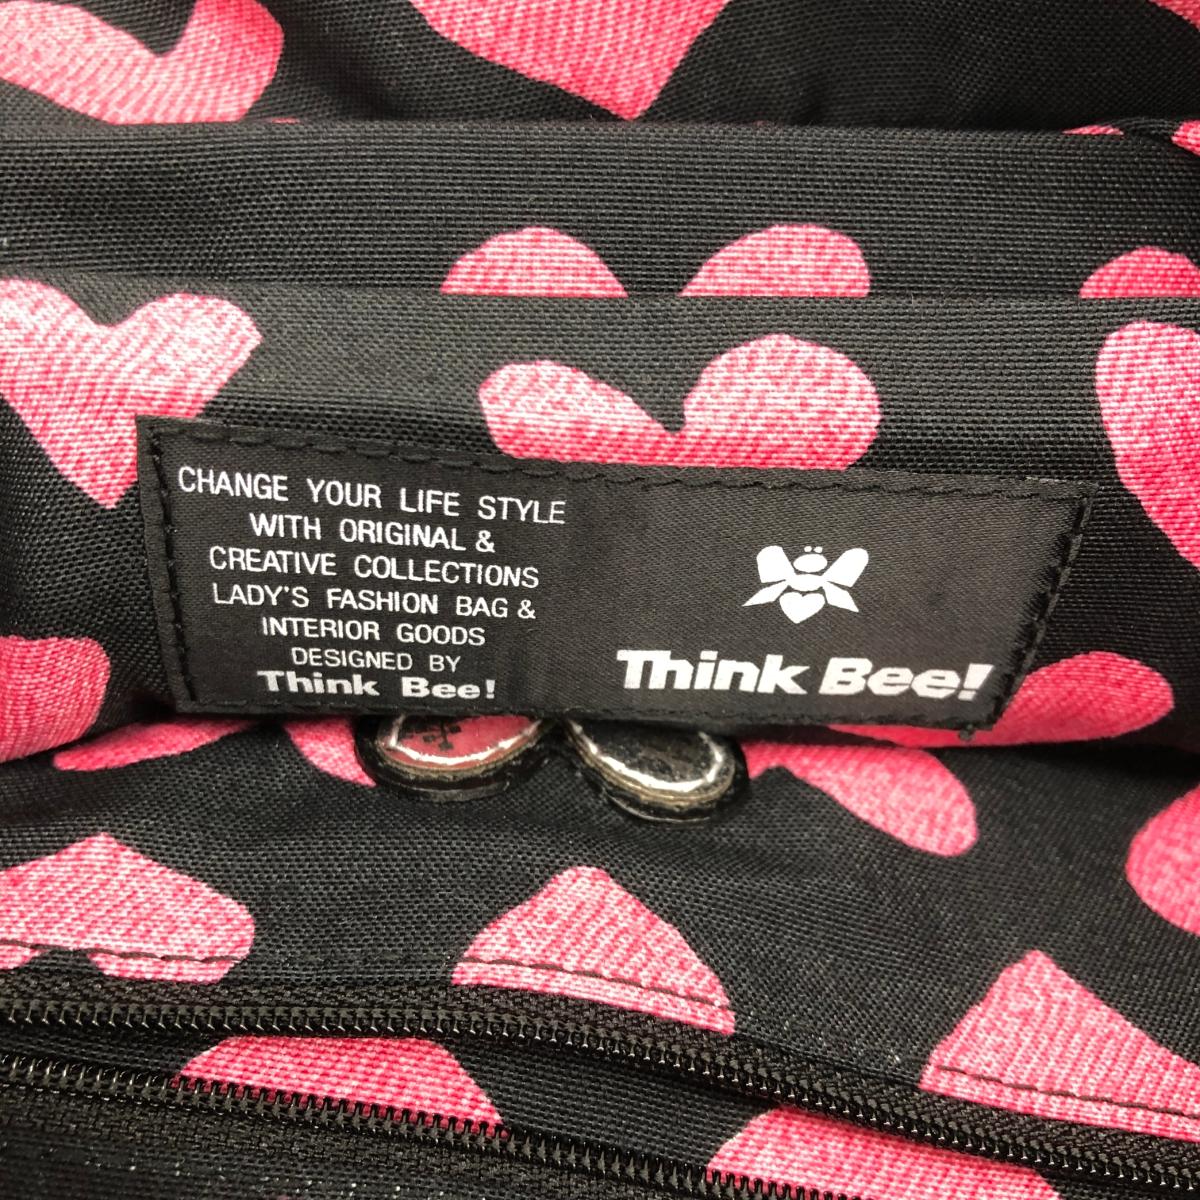 CHANGE YOUR LIFE STYLE
WITH ORIGINAL &
CREATIVE COLLECTIONS
LADY'S FASHION BAG &
INTERIOR GOODS
DESIGNED BY
Think Bee!
Think Bee!